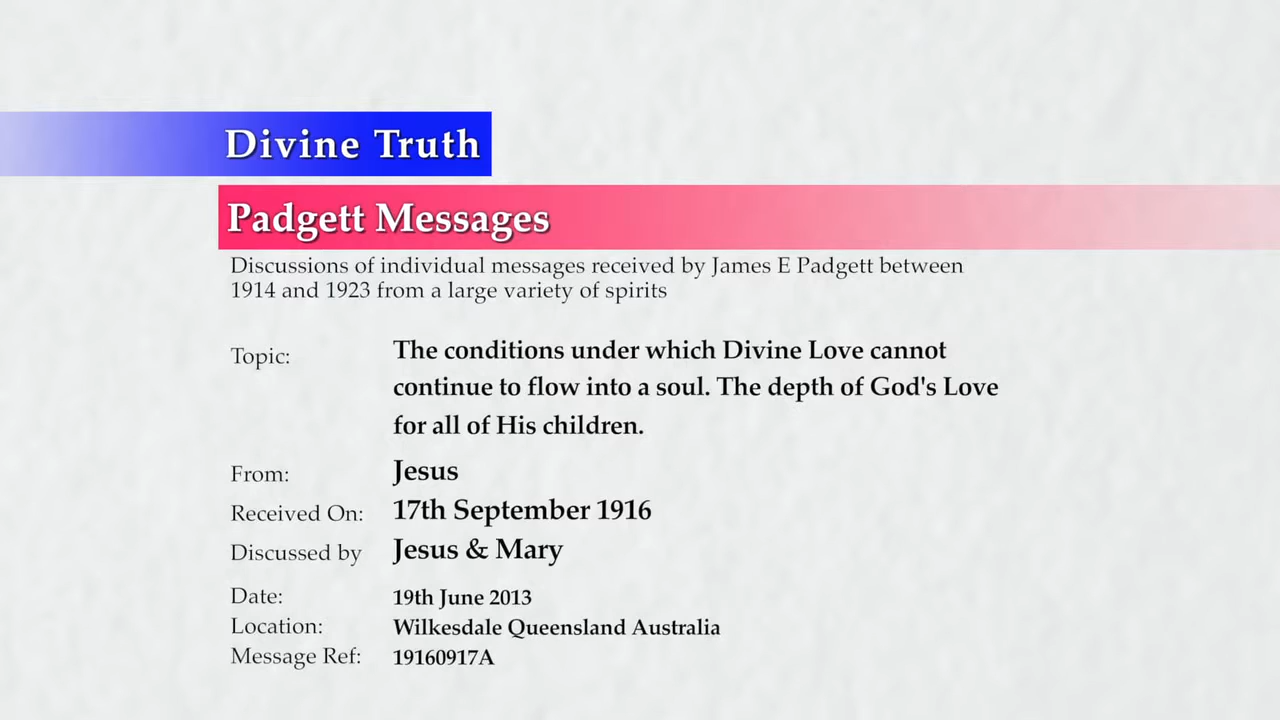 Divine Truth
Padgett Messages
Discussions of individual messages received by James E Padgett between
1914 and 1923 from a large variety of spirits
Topic: The conditions under which Divine Love cannot
continue to flow into a soul. The depth of God's Love
for all of His children.
From: Jesus
Received On: 17th September 1916
Discussed by Jesus & Mary
Date: 19th June 2013
Location: Wilkesdale Queensland Australia
Message Ref: 19160917A